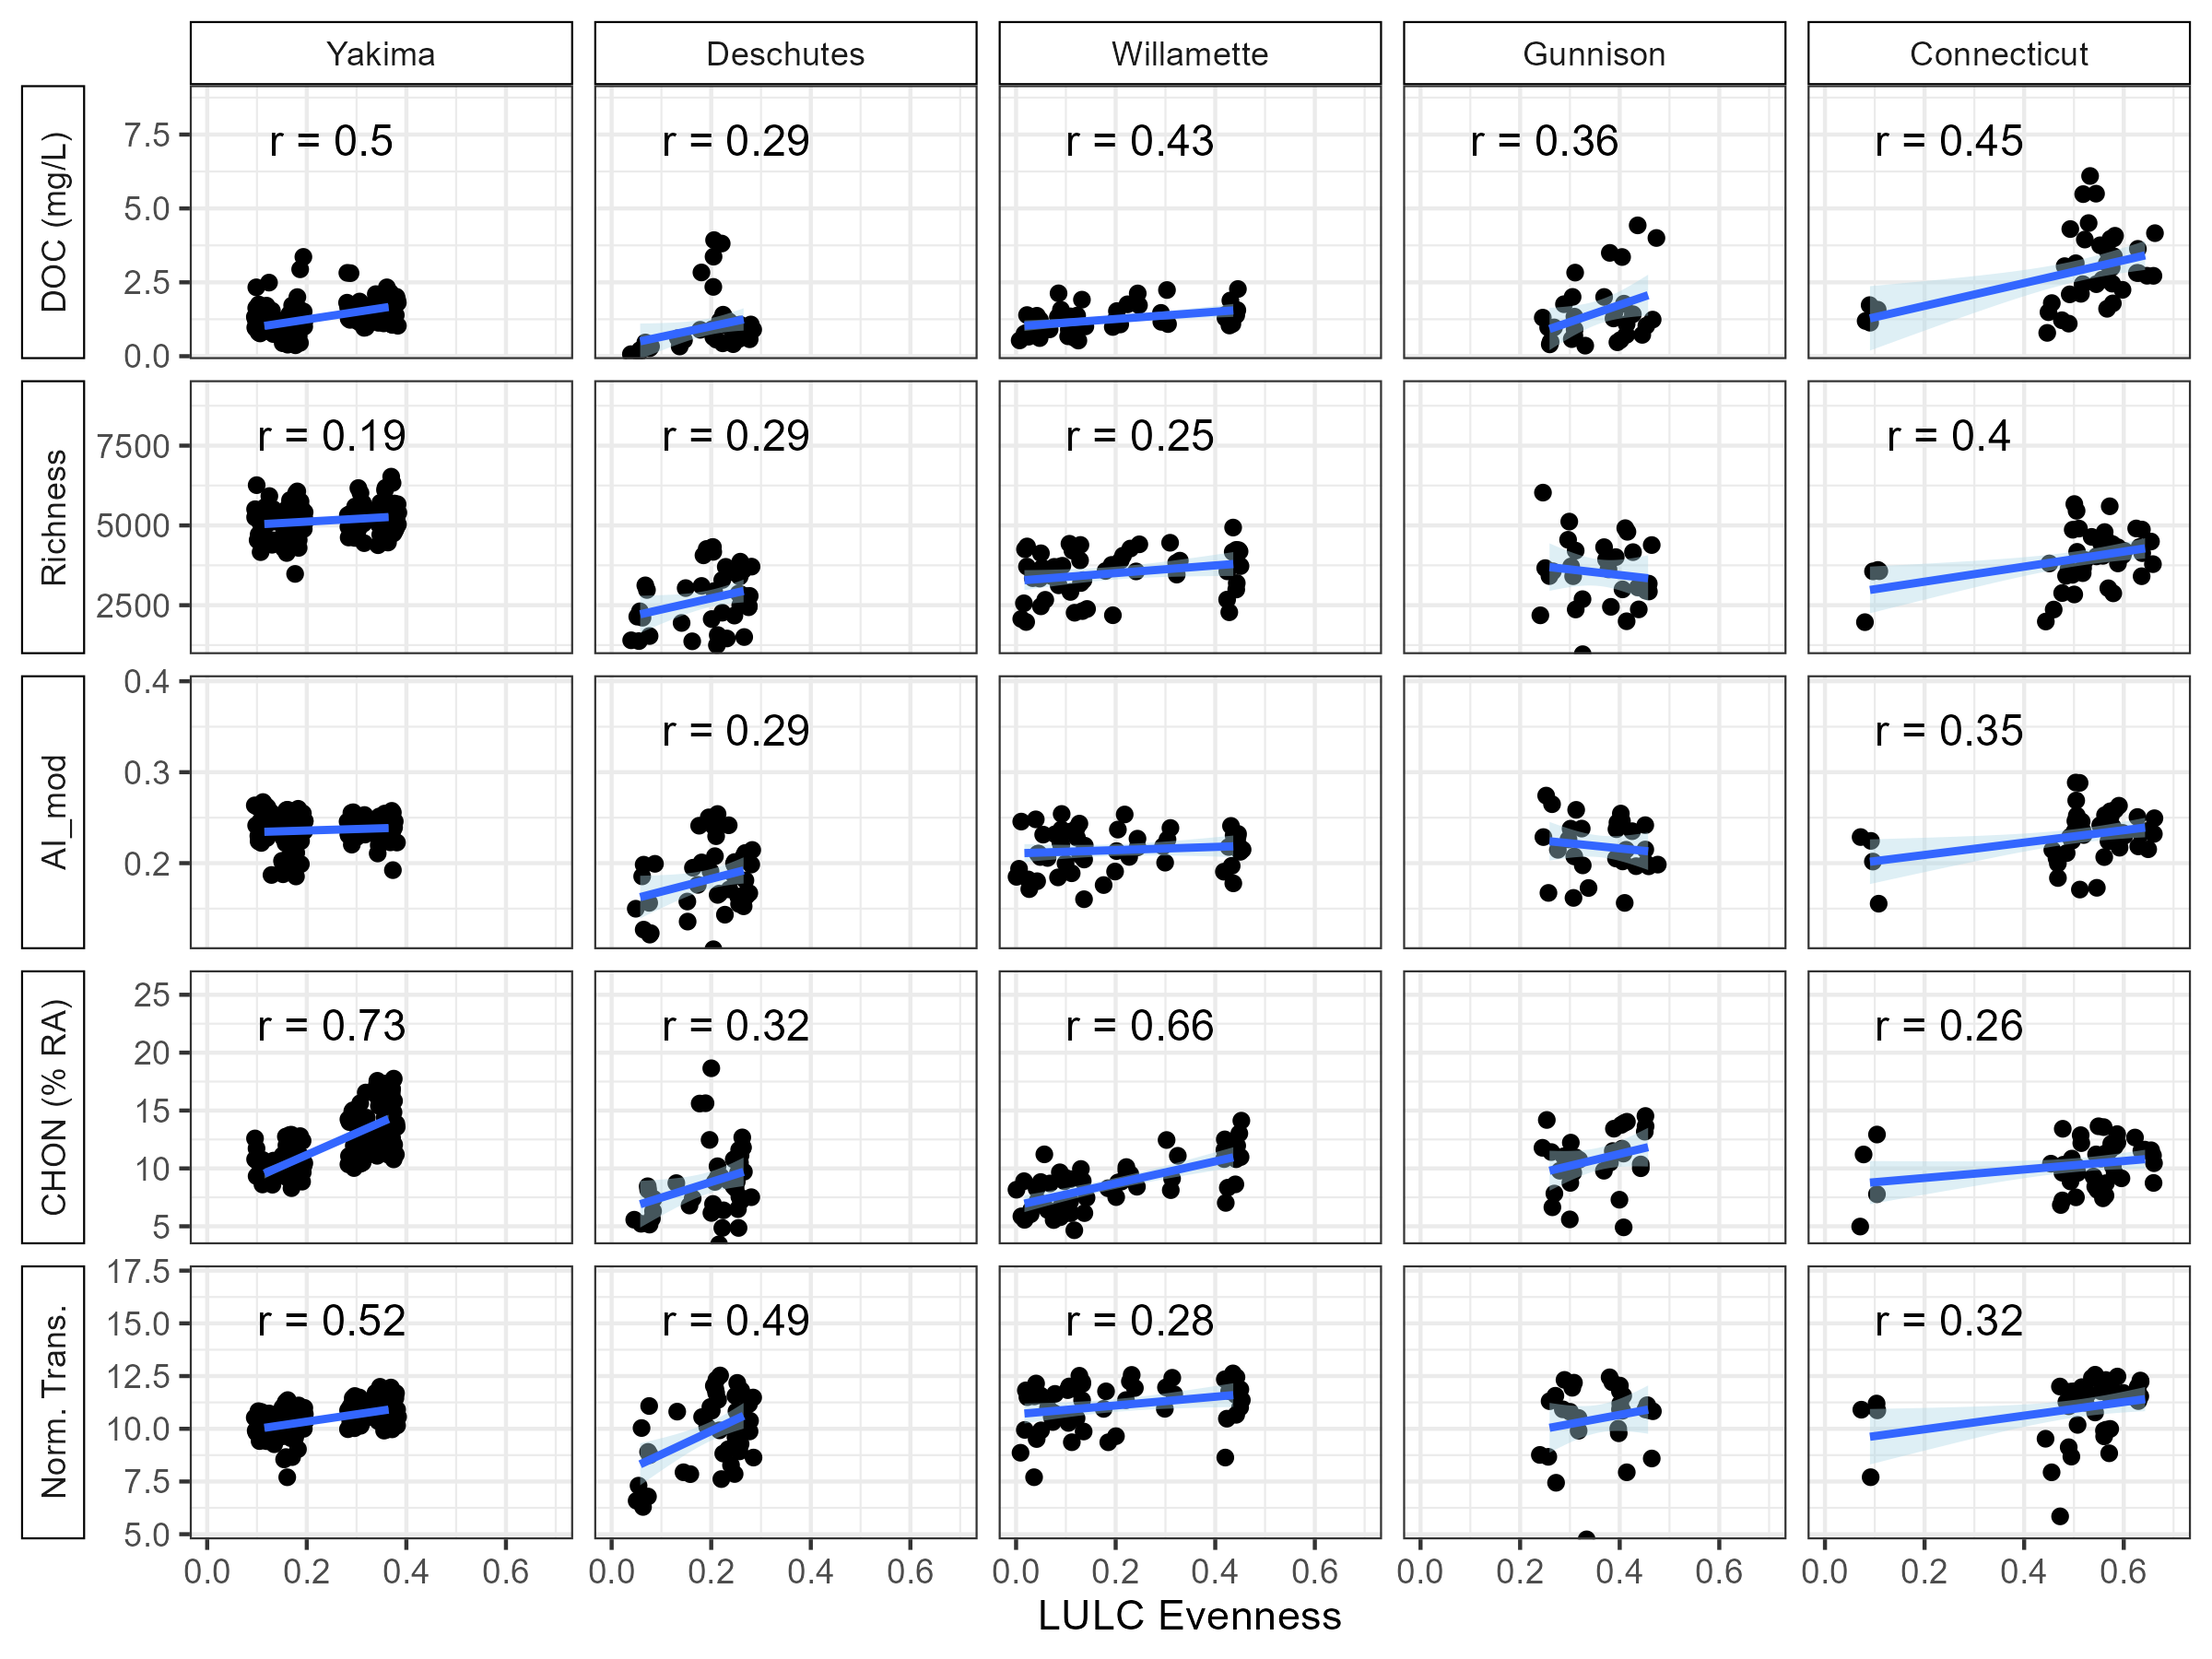 Yakima Deschutes Willamette Gunnison Connecticut
DOC (mg/L)
7.5
5.0
2.5
0.0
r = 0.5 r = 0.29 r = 0.43 r = 0.36 r = 0.45
Richness
7500
5000
2500
r = 0.19 r = 0.29 r = 0.25 r = 0.4
AI_mod
0.4
0.3
0.2
r = 0.29 r = 0.35
CHON (% RA)
25
20
15
10
5
r = 0.73 r = 0.32 r = 0.66 r = 0.26
Norm. Trans.
17.5
15.0
12.5
10.0
7.5
5.0
r = 0.52 r = 0.49 r = 0.28 r = 0.32
0.0 0.2 0.4 0.6 0.0 0.2 0.4 0.6 0.0 0.2 0.4 0.6 0.0 0.2 0.4 0.6 0.0 0.2 0.4 0.6
LULC Evenness